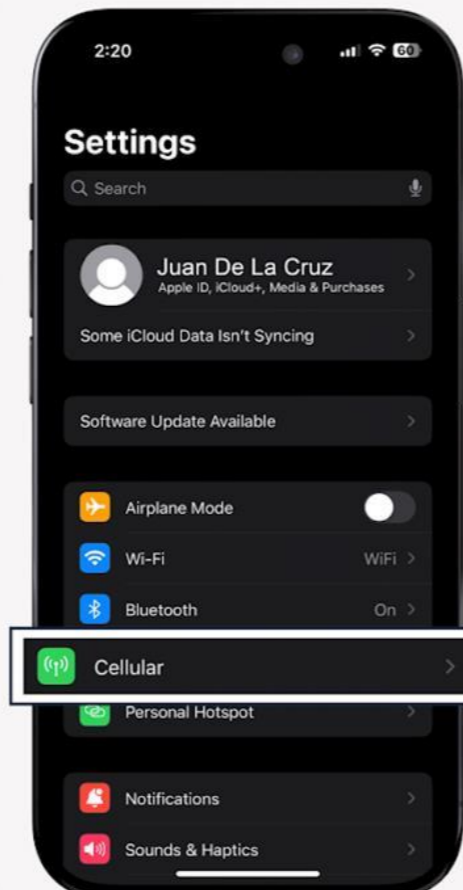 2:20
60
Settings
Search
Juan De La Cruz
Apple ID, iCloud+, Media & Purchases
Some iCloud Data Isn't Syncing
Software Update Available
Airplane Mode
Wi-Fi WiFi
Bluetooth On
Cellular
Personal Hotspot
Notifications
Sounds & Haptics